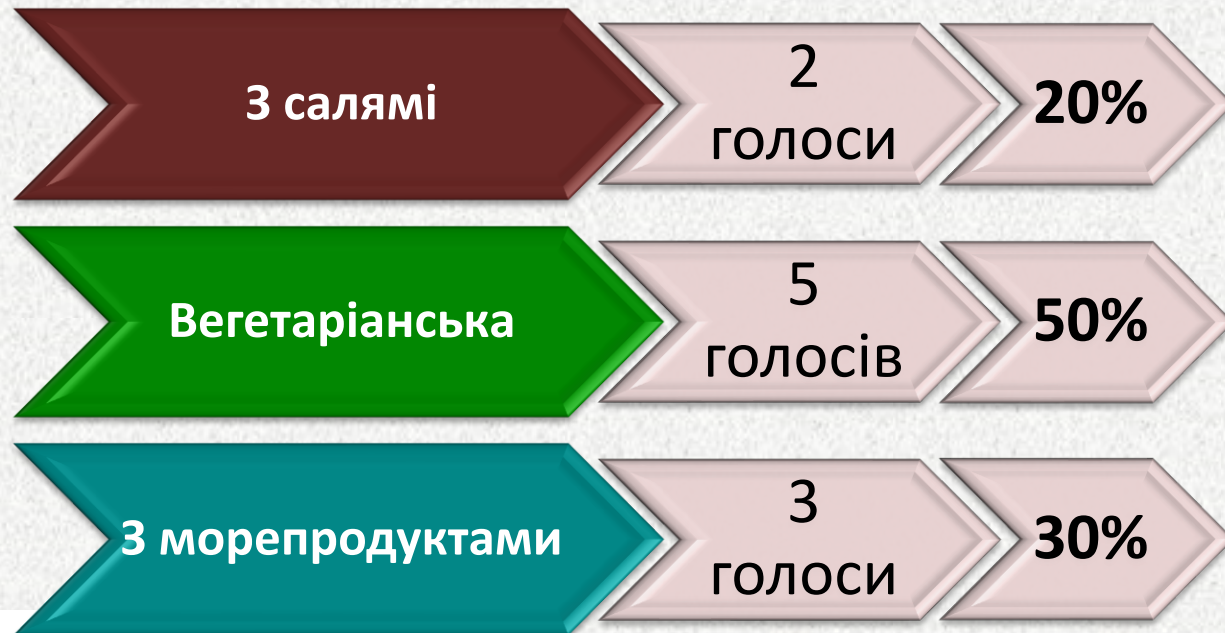 З салямі
2
голоси
20%
Вегетаріанська
5
голосів
50%
З морепродуктами
3
голоси
30%